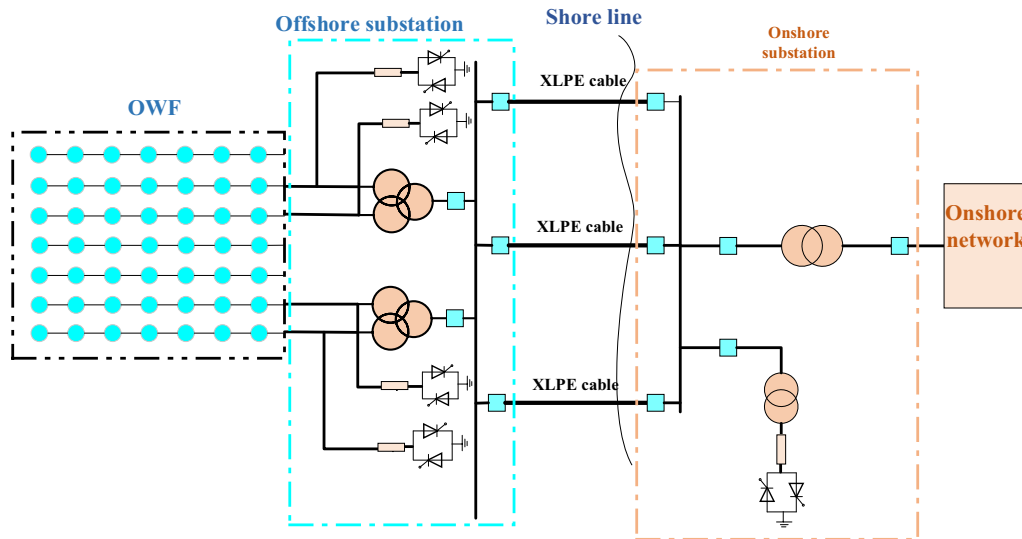 Offshore substation
Shore line
Onshore
substation
OWF
XLPE cable
XLPE cable
XLPE cable
Onshore
network